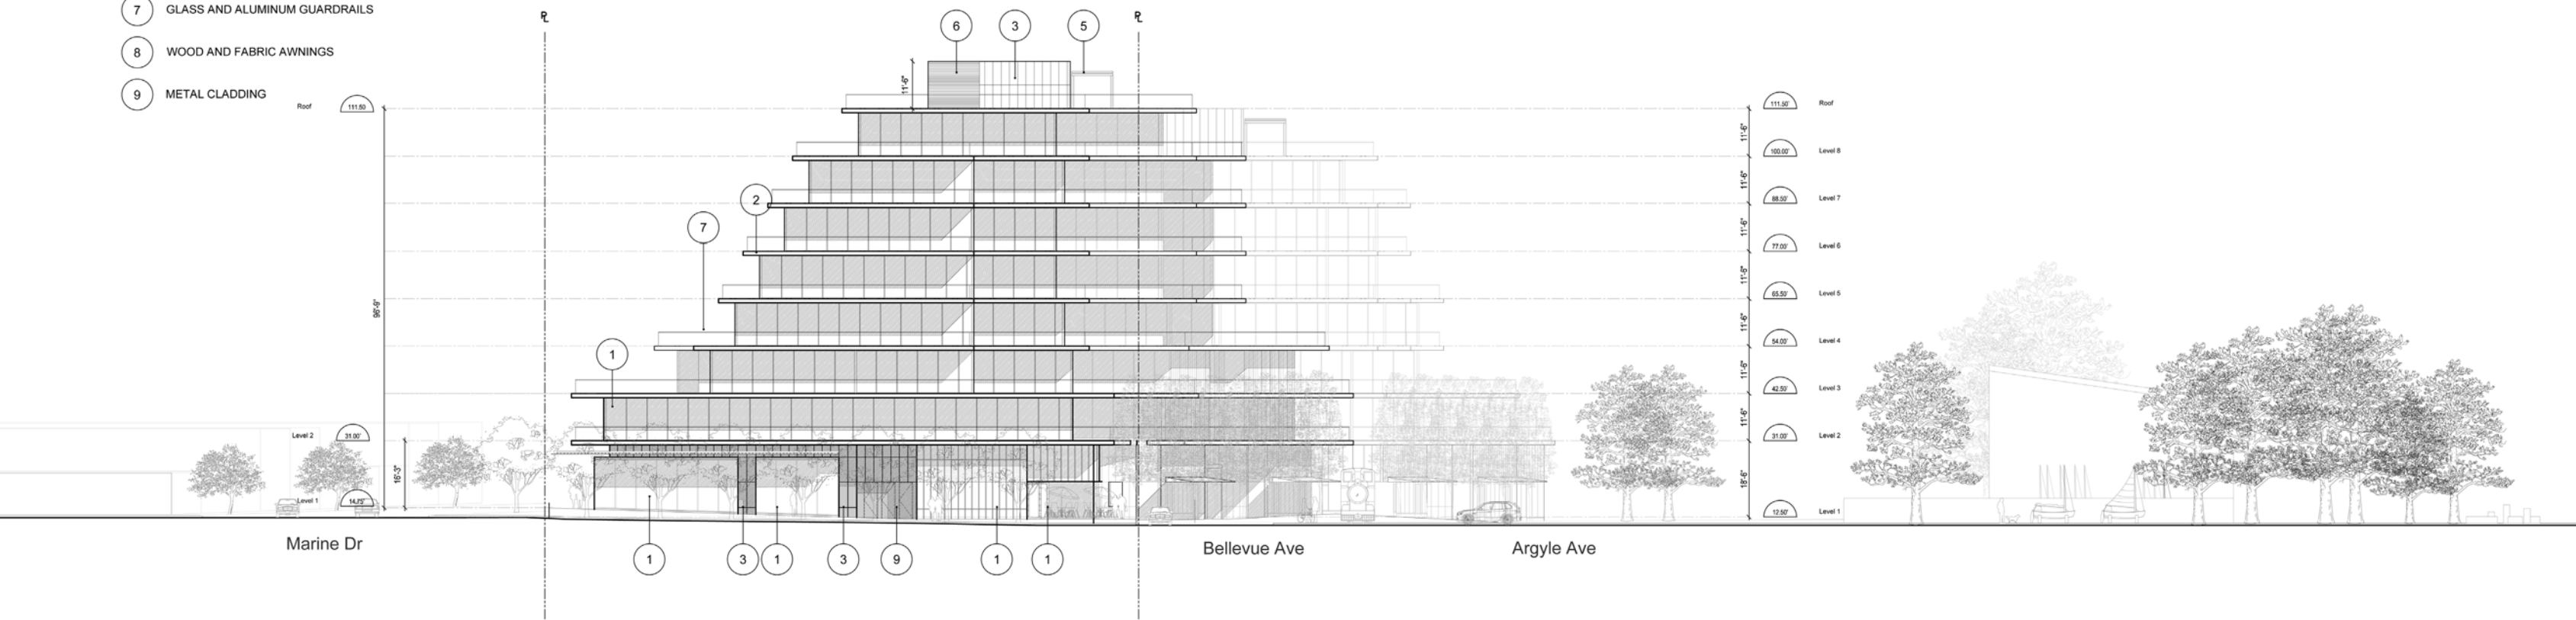 7 GLASS AND ALUMINUM GUARDRAILS
8 WOOD AND FABRIC AWNINGS
9 METAL CLADDING
6 3 5
11'-6"
Roof 111.50'
111.50' Roof
11'-6"
100.00' Level 8
11'-6"
2
88.50' Level 7
7
11'-6"
77.00' Level 6
11'-6"
96'-9"
65.50' Level 5
11'-6"
54.00' Level 4
1
11'-6"
42.50' Level 3
11'-6"
Level 2 31.00'
31.00' Level 2
16'-3"
18'-6"
Level 1 14.75'
12.50' Level 1
Marine Dr
Bellevue Ave
Argyle Ave
1 3 1 3 9 1 1